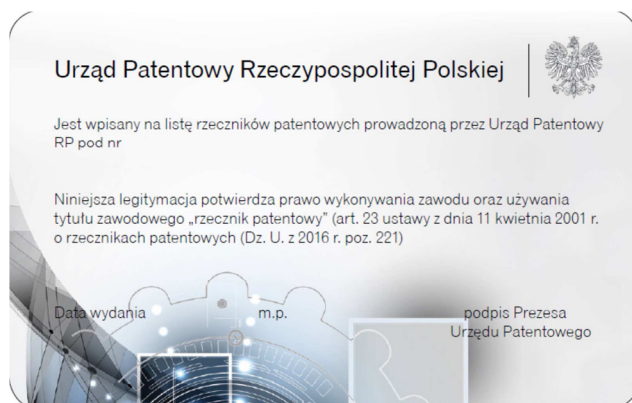 Urząd Patentowy Rzeczypospolitej Polskiej
Jest wpisany na listę rzeczników patentowych prowadzoną przez Urząd Patentowy
RP pod nr
Niniejsza legitymacja potwierdza prawo wykonywania zawodu oraz używania
tytułu zawodowego „rzecznik patentowy” (art. 23 ustawy z dnia 11 kwietnia 2001 r.
o rzecznikach patentowych (Dz. U. z 2016 r. poz. 221)
Data wydania m.p. podpis Prezesa
Urzędu Patentowego